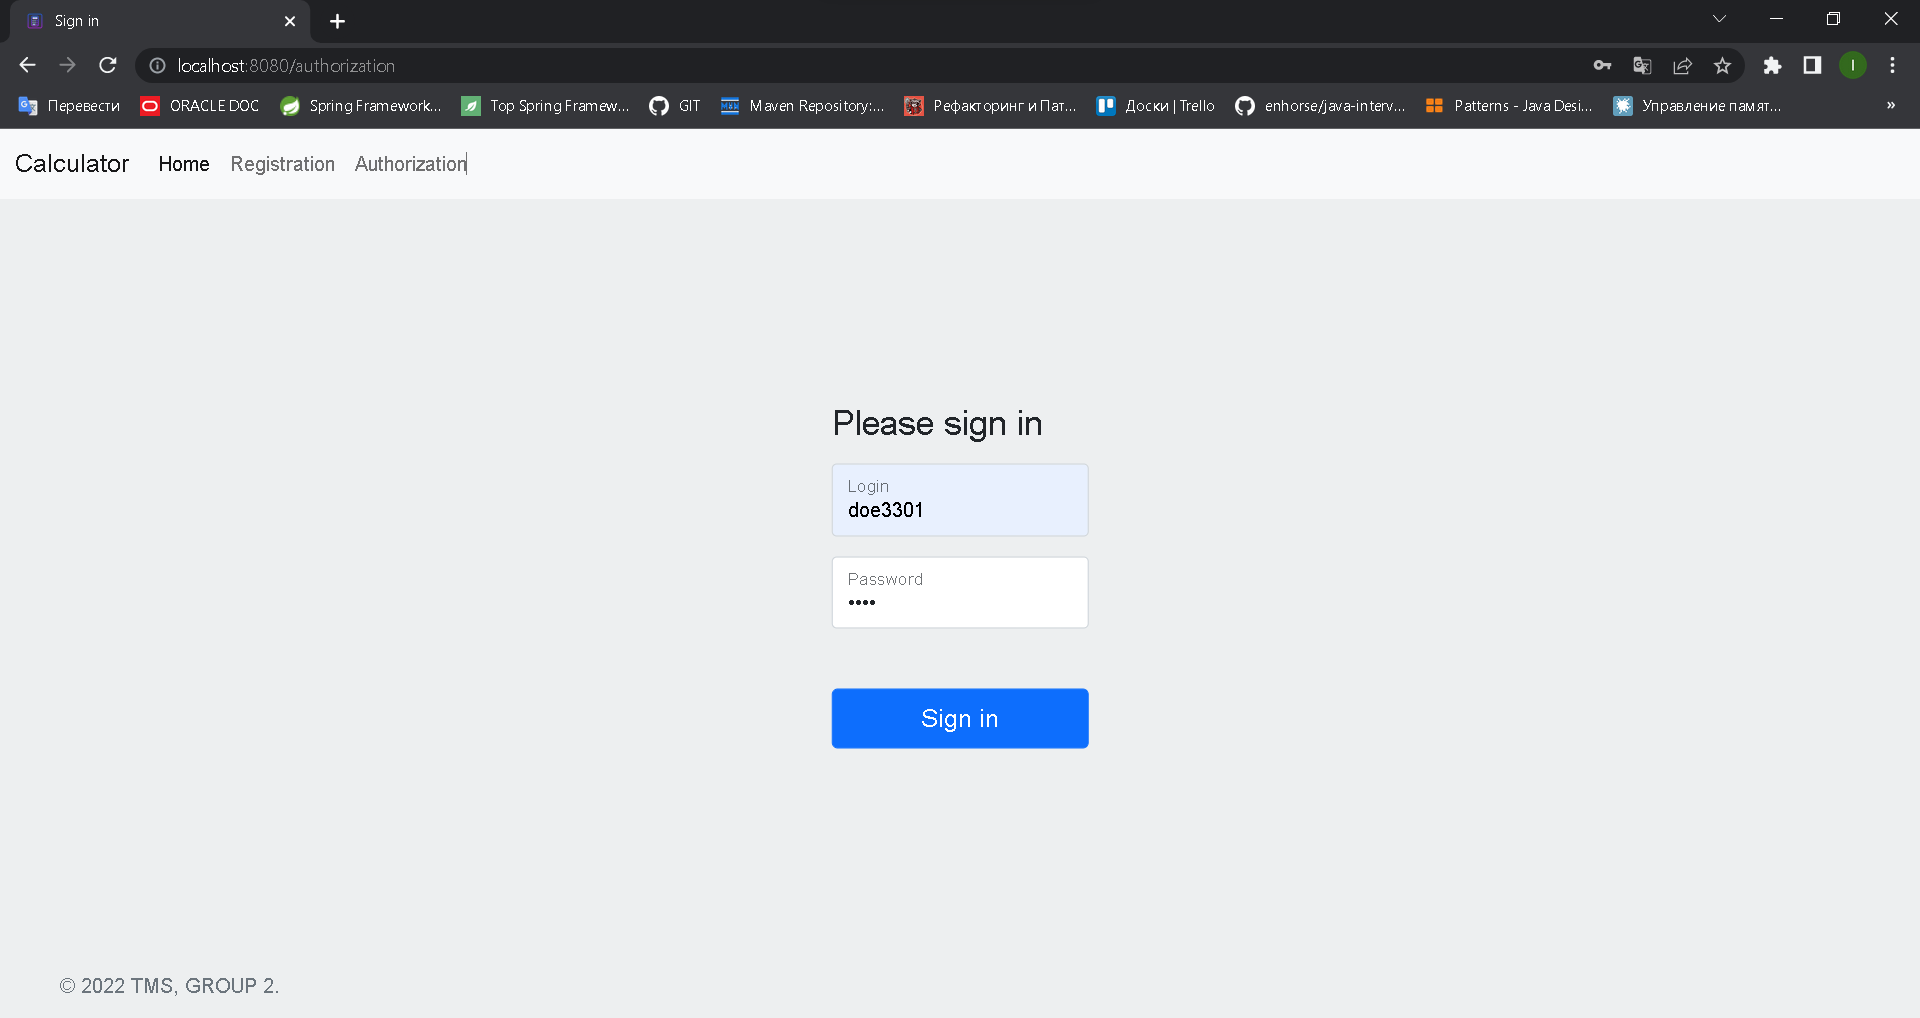 Sign in
localhost:8080/authorization
Перевести ORACLE DOC Spring Framework... Top Spring Framew... GIT Maven Repository:... Рефакторинг и Пат... Доски | Trello enhorse/java-interv... Patterns - Java Desi... Управление памят... »
Calculator Home Registration Authorization
Please sign in
Login
doe3301
Password
••••
Sign in
© 2022 TMS, GROUP 2.